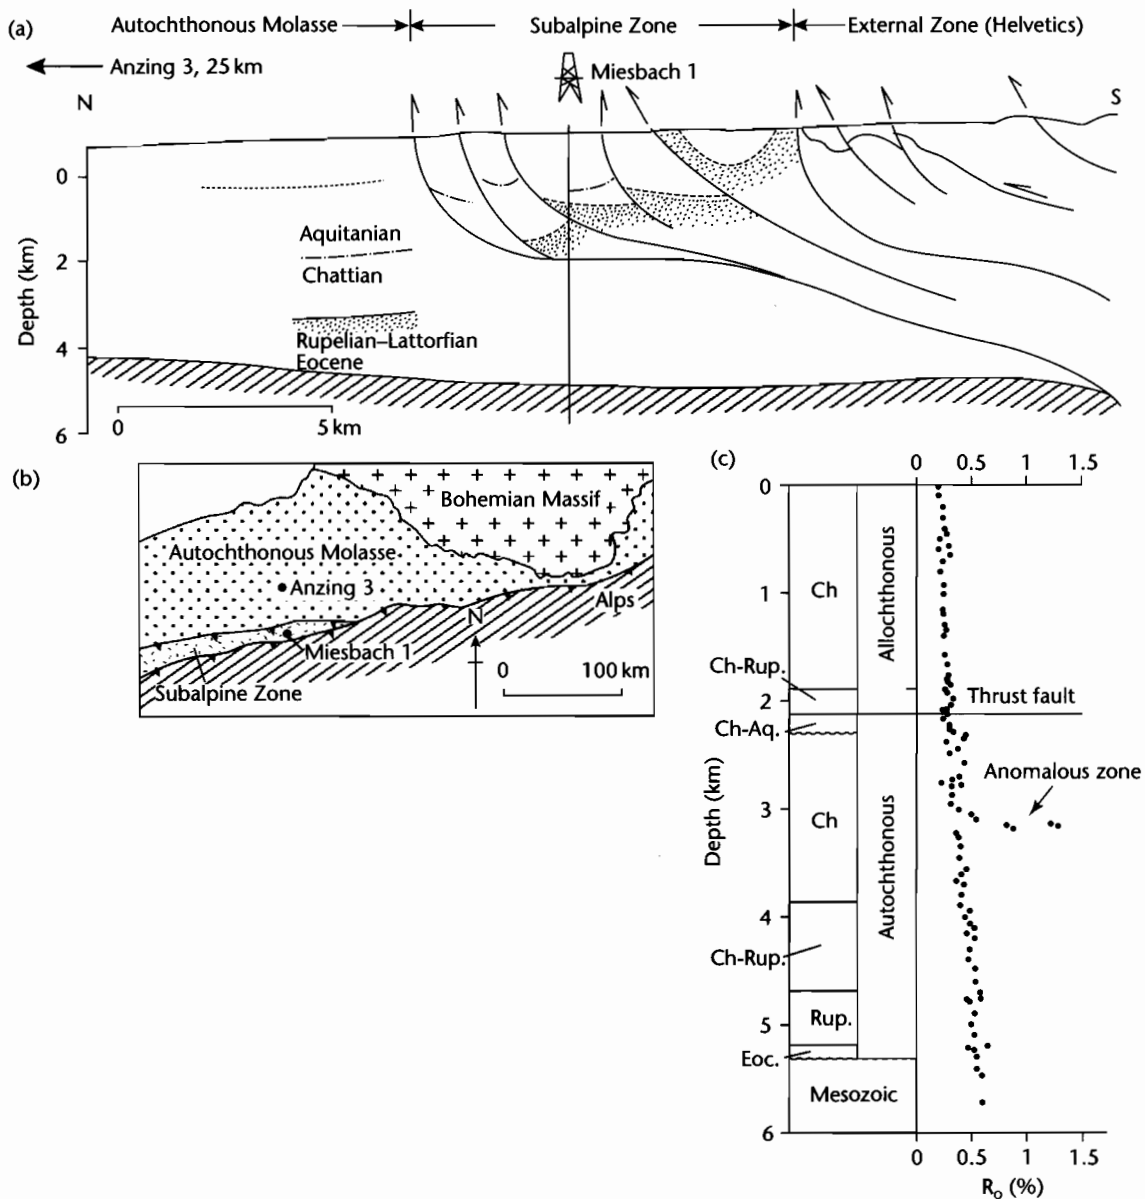 (a)
Autochthonous Molasse
Subalpine Zone
External Zone (Helvetics)
Anzing 3, 25 km
Miesbach 1
N
S
0
2
4
6
Depth (km)
Aquitanian
Chattian
Rupelian–Lattorfian
Eocene
0
5 km
(b)
Bohemian Massif
Autochthonous Molasse
Anzing 3
Alps
N
Miesbach 1
Subalpine Zone
0
100 km
(c)
0
0.5
1
1.5
0
1
2
3
4
5
6
Depth (km)
Ch
Allochthonous
Ch-Rup.
Thrust fault
Ch-Aq.
Anomalous zone
Ch
Autochthonous
Ch-Rup.
Rup.
Eoc.
Mesozoic
0
0.5
1
1.5
Ro (%)